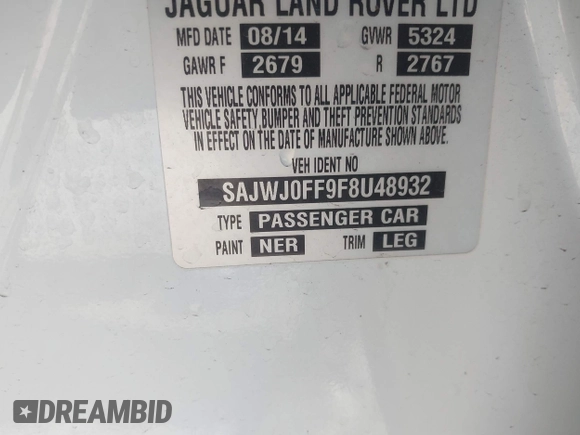 JAGUAR LAND ROVER LTD
MFD DATE 08/14 GVWR 5324
GAWR F 2679 R 2767
THIS VEHICLE CONFORMS TO ALL APPLICABLE FEDERAL MOTOR
VEHICLE SAFETY, BUMPER AND THEFT PREVENTION STANDARDS
IN EFFECT ON THE DATE OF MANUFACTURE SHOWN ABOVE.
VEH IDENT NO
SAJWJ0FF9F8U48932
TYPE PASSENGER CAR
PAINT NER TRIM LEG
DREAMBID